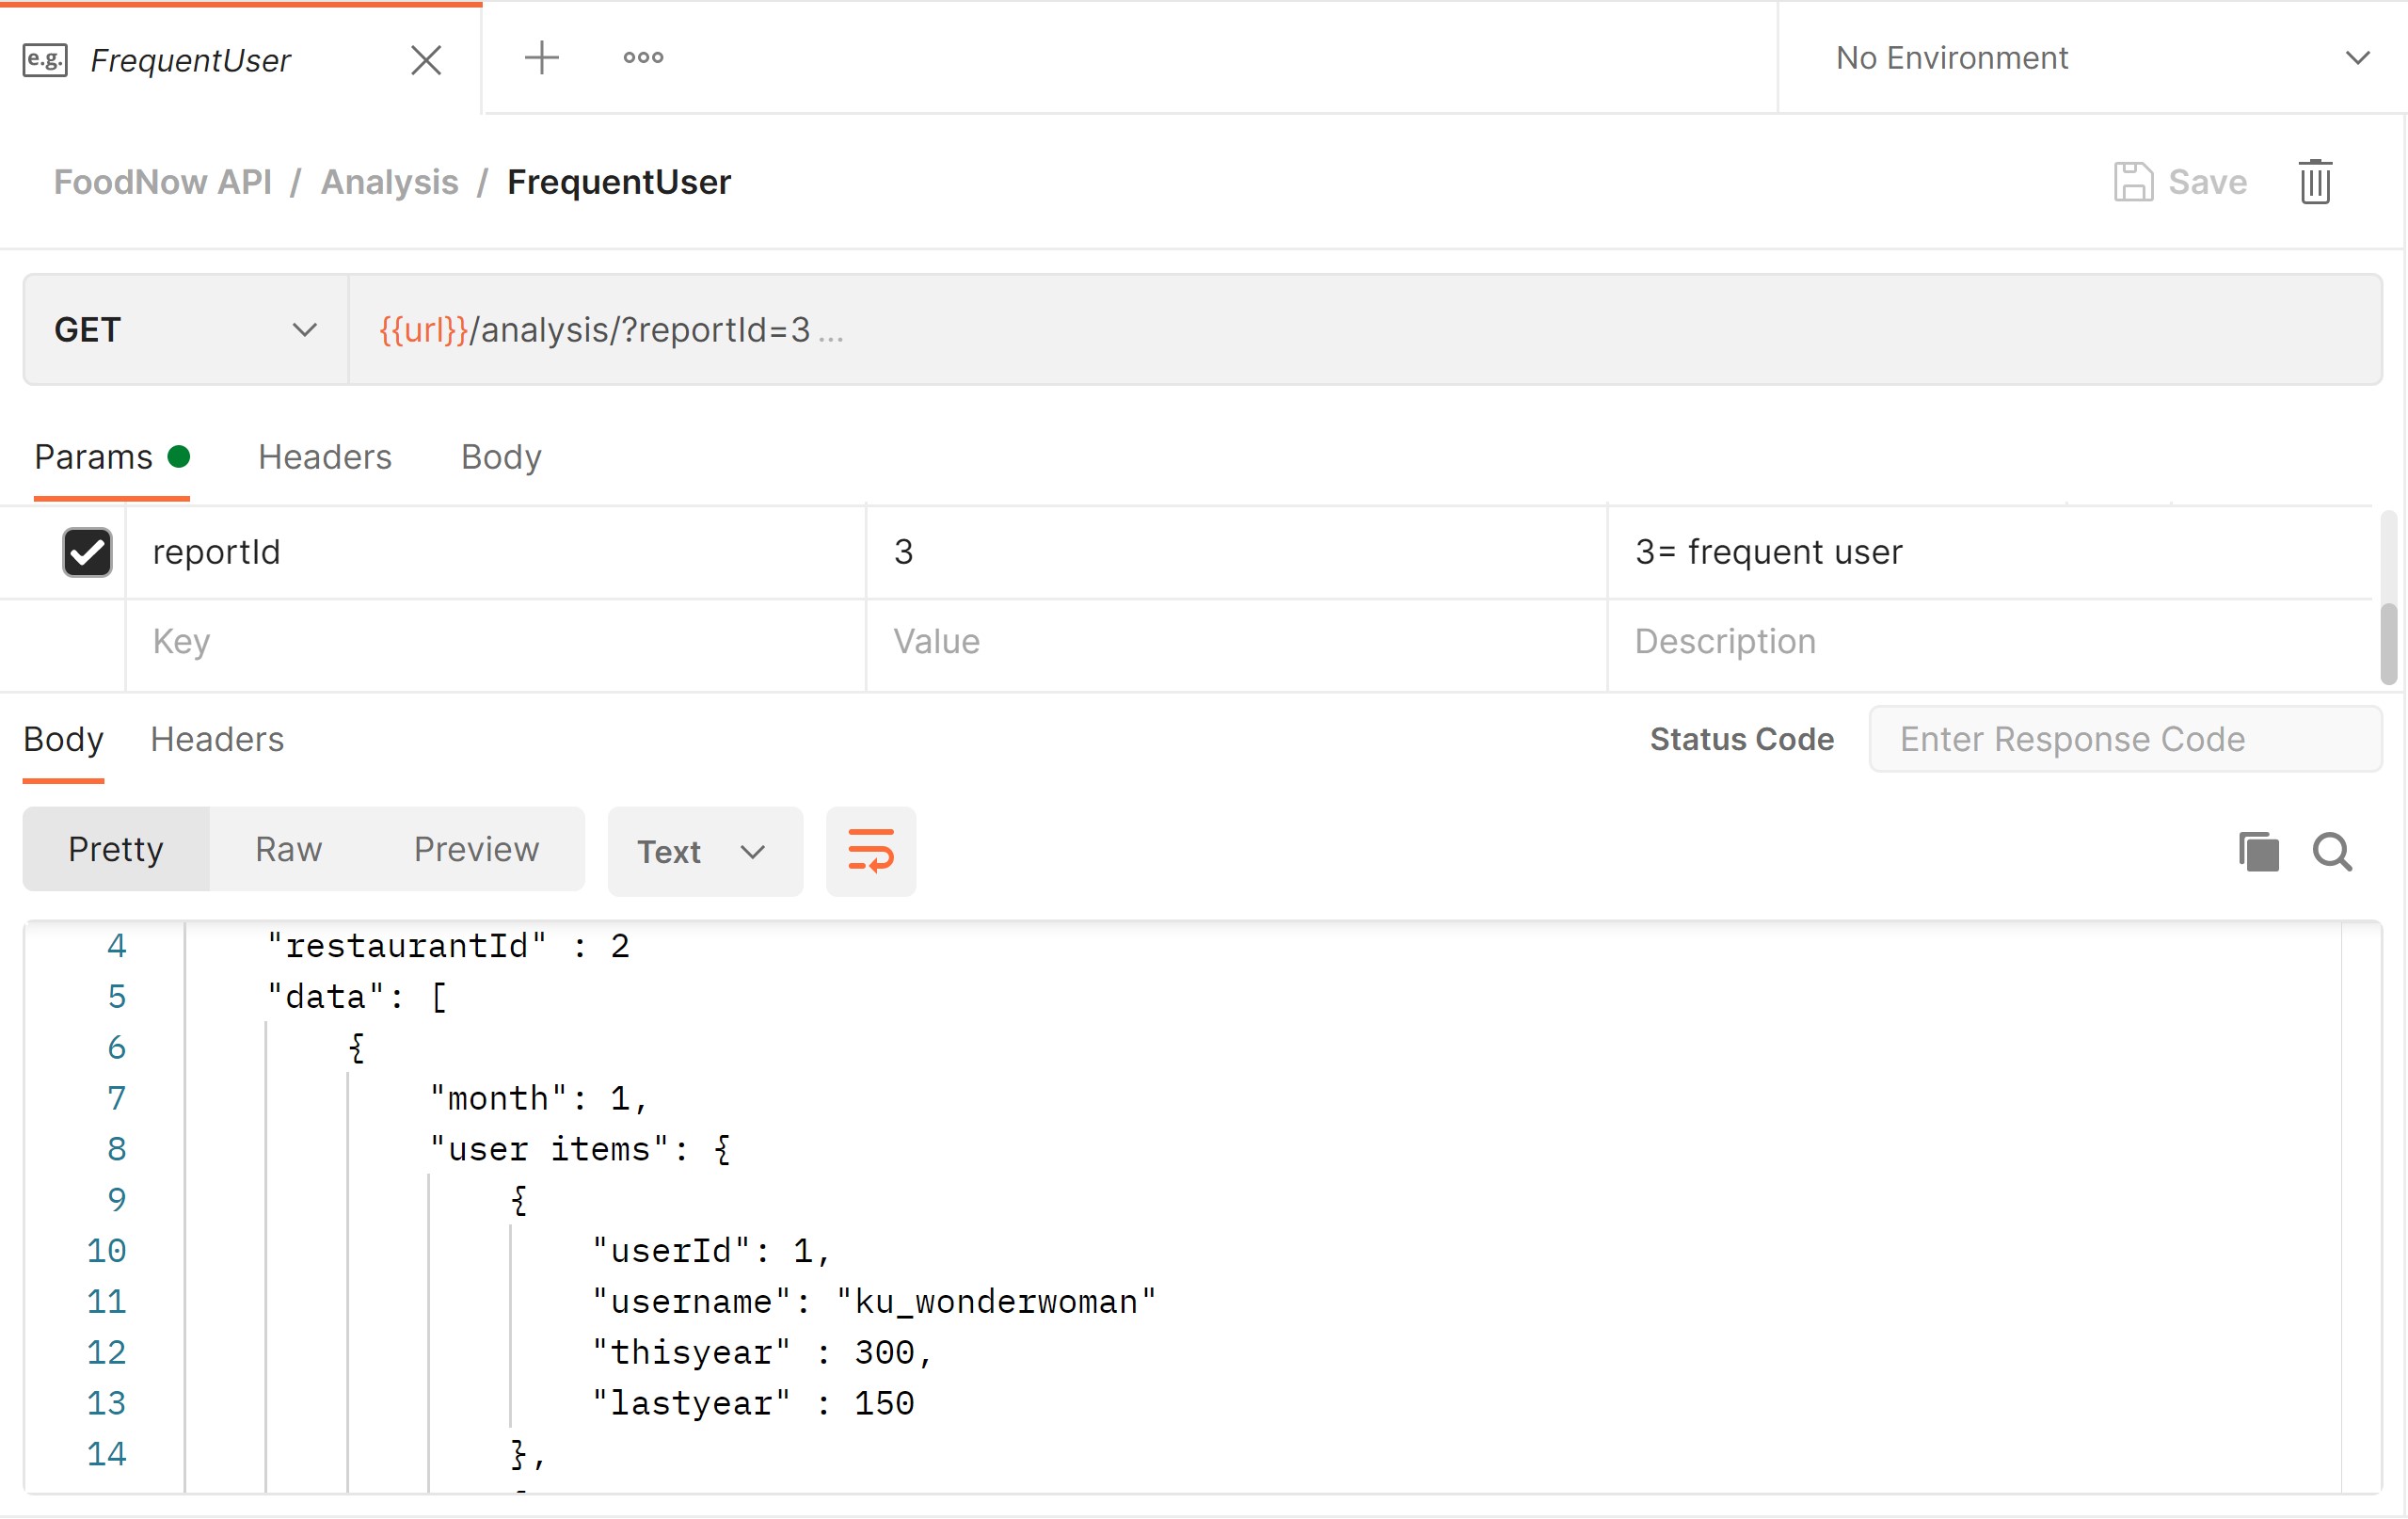 e.g. FrequentUser No Environment
FoodNow API / Analysis / FrequentUser Save
GET {{url}}/analysis/?reportId=3 ...
Params Headers Body
reportId 3 3= frequent user
Key Value Description
Body Headers Status Code Enter Response Code
Pretty Raw Preview Text
4 "restaurantId" : 2
5 "data": [
6 {
7 "month": 1,
8 "user items": {
9 {
10 "userId": 1,
11 "username": "ku_wonderwoman"
12 "thisyear" : 300,
13 "lastyear" : 150
14 },